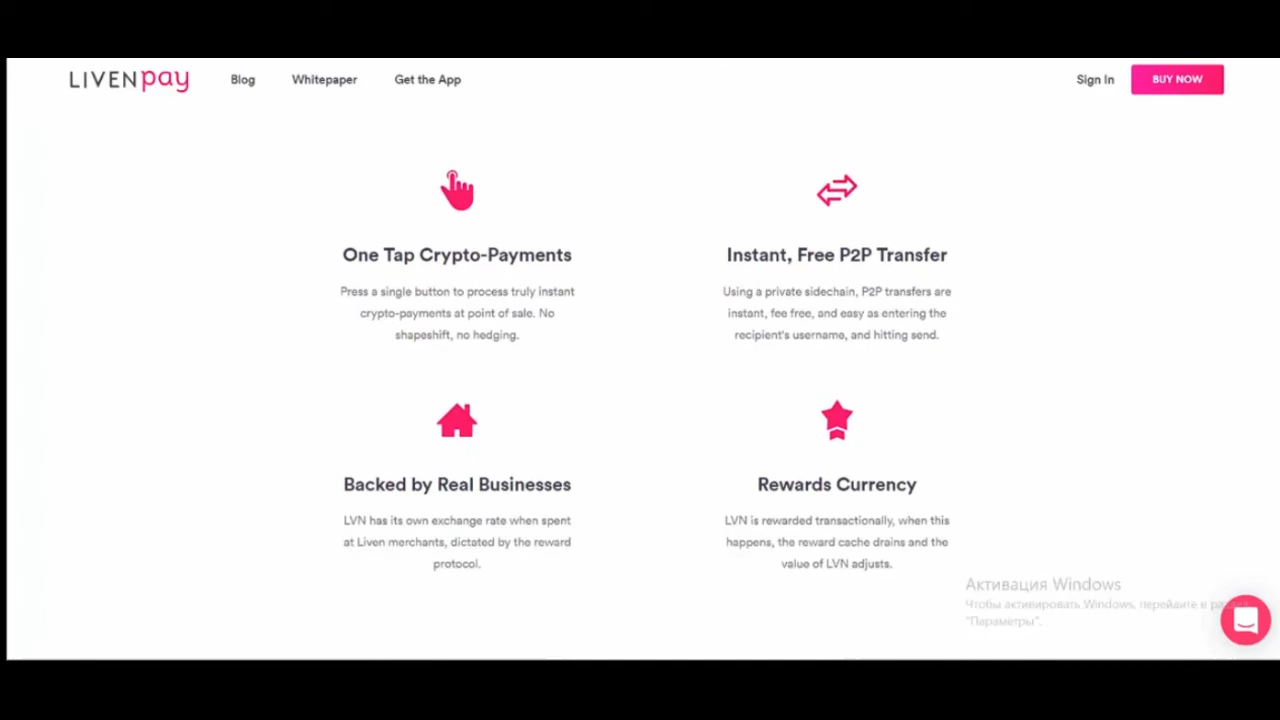 LIVENpay
Blog
Whitepaper
Get the App
Sign In
BUY NOW
One Tap Crypto-Payments
Press a single button to process truly instant
crypto-payments at point of sale. No
shapeshift, no hedging.
Instant, Free P2P Transfer
Using a private sidechain, P2P transfers are
instant, fee free, and easy as entering the
recipient's username, and hitting send.
Backed by Real Businesses
LVN has its own exchange rate when spent
at Liven merchants, dictated by the reward
protocol.
Rewards Currency
LVN is rewarded transactionally, when this
happens, the reward cache drains and the
value of LVN adjusts.
Активация Windows
Чтобы активировать Windows, перейдите в
"Параметры".